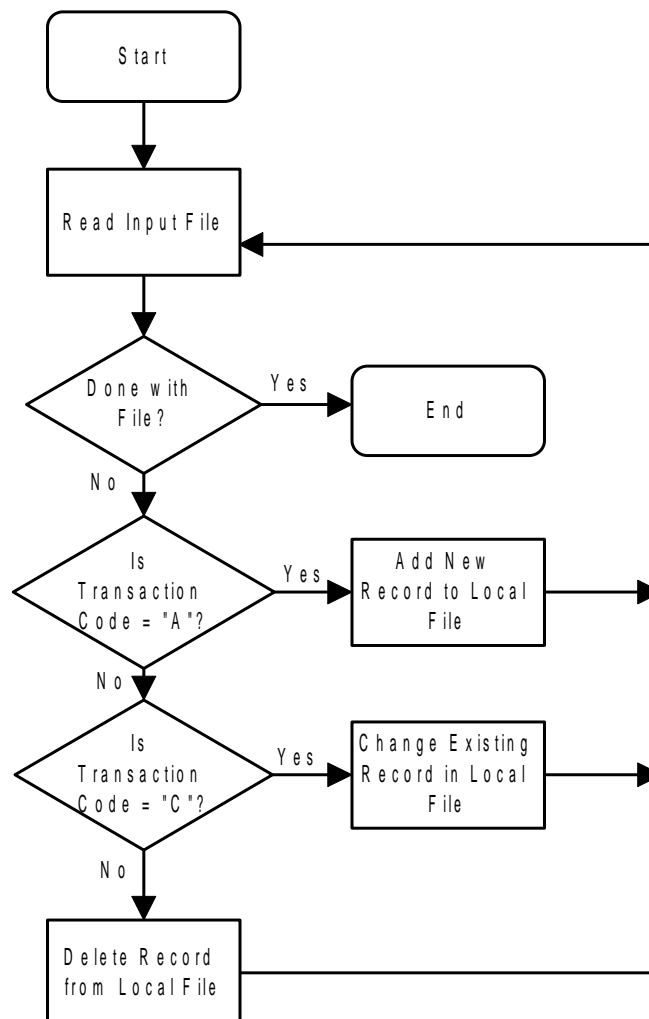 Start
Read Input File
Done with
File?
Yes
End
No
Is
Transaction
Code = "A"?
Yes
Add New
Record to Local
File
No
Is
Transaction
Code = "C"?
Yes
Change Existing
Record in Local
File
No
Delete Record
from Local File